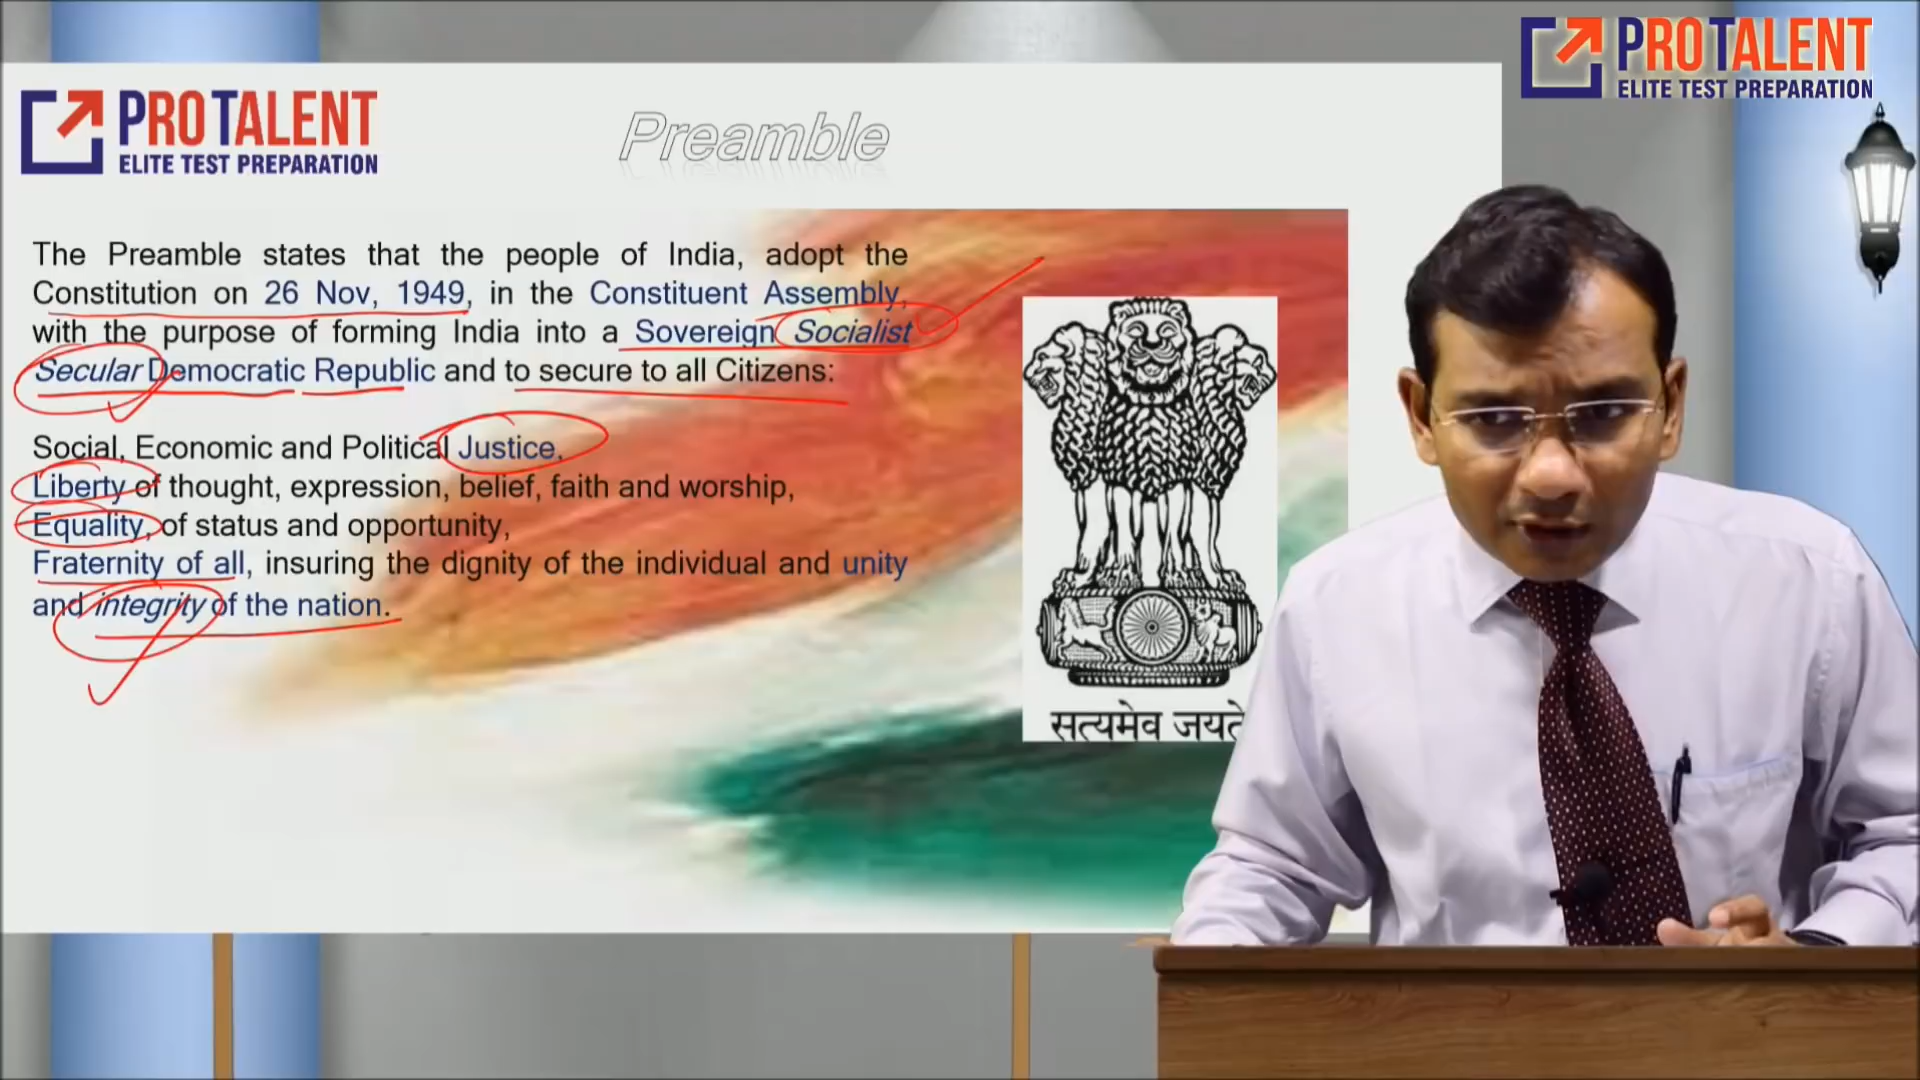 PRO TALENT
ELITE TEST PREPARATION
PRO TALENT
ELITE TEST PREPARATION
Preamble
The Preamble states that the people of India, adopt the
Constitution on 26 Nov, 1949, in the Constituent Assembly,
with the purpose of forming India into a Sovereign Socialist
Secular Democratic Republic and to secure to all Citizens:
Social, Economic and Political Justice,
Liberty of thought, expression, belief, faith and worship,
Equality, of status and opportunity,
Fraternity of all, insuring the dignity of the individual and unity
and integrity of the nation.
सत्यमेव जयते